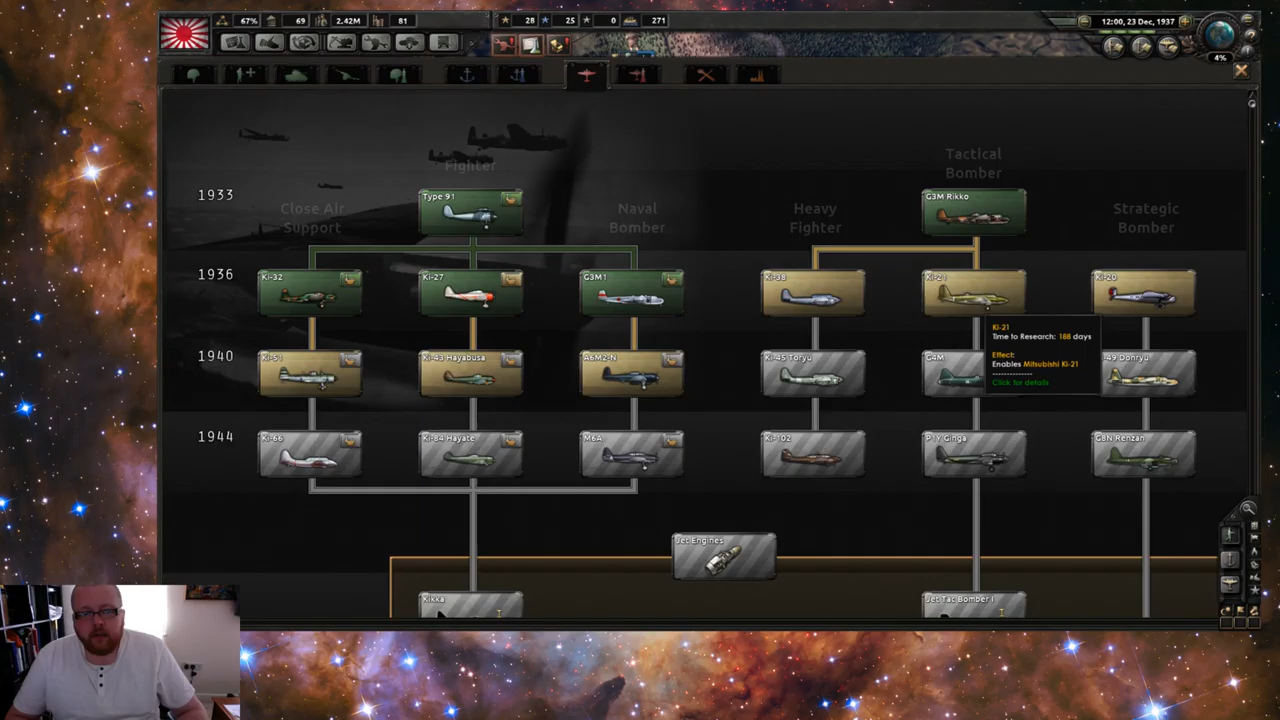 67% 69 2.42M 81 28 25 0 271 12:00, 23 Dec, 1937
4%
Fighter
Tactical
Bomber
1933
Type 91
G3M Rikko
Close Air
Support
Naval
Bomber
Heavy
Fighter
Strategic
Bomber
1936
Ki-32
Ki-27
G3M1
Ki-38
Ki-21
Ki-20
Ki-21
Time to Research: 188 days
Effect:
Enables Mitsubishi Ki-21
--------------
Click for details
1940
Ki-51
Ki-43 Hayabusa
A6M2-N
Ki-45 Toryu
G4M
49 Donryu
1944
Ki-66
Ki-84 Hayate
M6A
Ki-102
P1Y Ginga
G8N Renzan
Jet Engines
Kikka
Jet Tac Bomber I